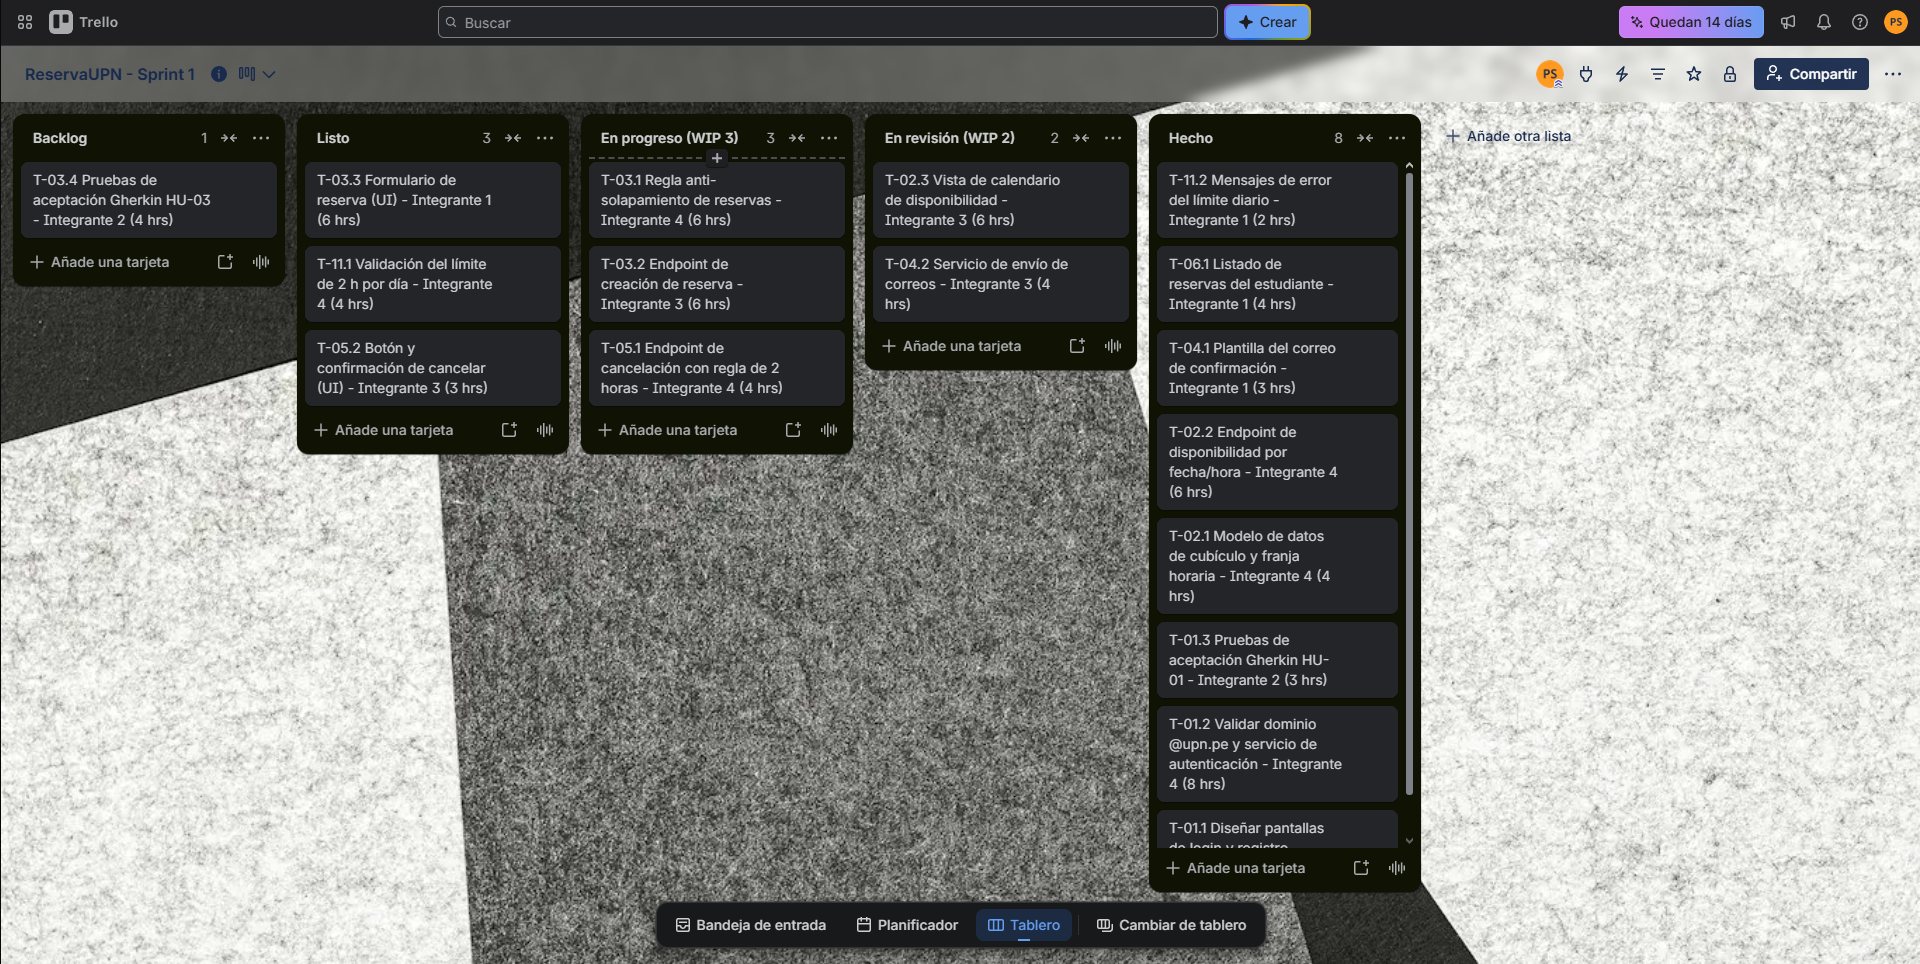 Trello
Buscar
Crear
Quedan 14 días
PS
ReservaUPN - Sprint 1
PS
Compartir
Backlog 1
T-03.4 Pruebas de
aceptación Gherkin HU-03
- Integrante 2 (4 hrs)
Añade una tarjeta
Listo 3
T-03.3 Formulario de
reserva (UI) - Integrante 1
(6 hrs)
T-11.1 Validación del límite
de 2 h por día - Integrante
4 (4 hrs)
T-05.2 Botón y
confirmación de cancelar
(UI) - Integrante 3 (3 hrs)
Añade una tarjeta
En progreso (WIP 3) 3
T-03.1 Regla anti-
solapamiento de reservas -
Integrante 4 (6 hrs)
T-03.2 Endpoint de
creación de reserva -
Integrante 3 (6 hrs)
T-05.1 Endpoint de
cancelación con regla de 2
horas - Integrante 4 (4 hrs)
Añade una tarjeta
En revisión (WIP 2) 2
T-02.3 Vista de calendario
de disponibilidad -
Integrante 3 (6 hrs)
T-04.2 Servicio de envío de
correos - Integrante 3 (4
hrs)
Añade una tarjeta
Hecho 8
T-11.2 Mensajes de error
del límite diario -
Integrante 1 (2 hrs)
T-06.1 Listado de
reservas del estudiante -
Integrante 1 (4 hrs)
T-04.1 Plantilla del correo
de confirmación -
Integrante 1 (3 hrs)
T-02.2 Endpoint de
disponibilidad por
fecha/hora - Integrante 4
(6 hrs)
T-02.1 Modelo de datos
de cubículo y franja
horaria - Integrante 4 (4
hrs)
T-01.3 Pruebas de
aceptación Gherkin HU-
01 - Integrante 2 (3 hrs)
T-01.2 Validar dominio
@upn.pe y servicio de
autenticación - Integrante
4 (8 hrs)
T-01.1 Diseñar pantallas
de login y registro
Añade una tarjeta
Añade otra lista
Bandeja de entrada
Planificador
Tablero
Cambiar de tablero